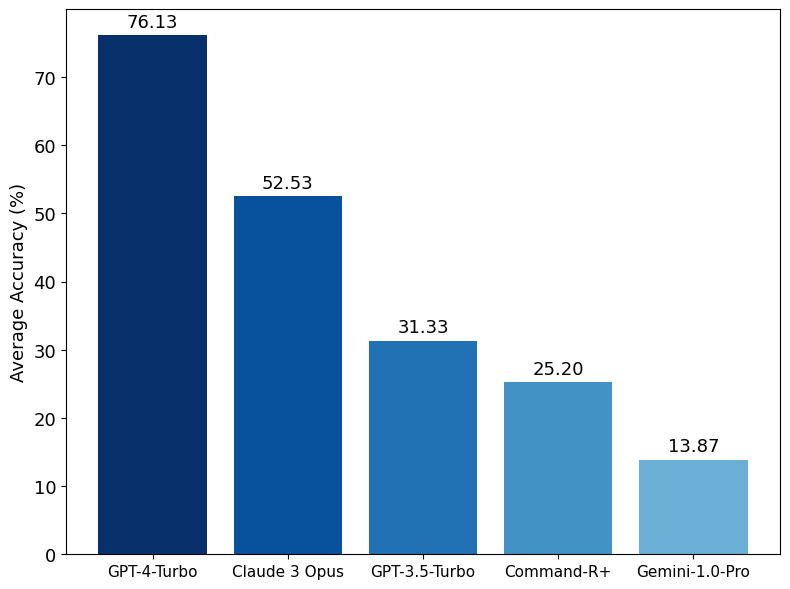 76.13
52.53
31.33
25.20
13.87
Average Accuracy (%)
70
60
50
40
30
20
10
0
GPT-4-Turbo
Claude 3 Opus
GPT-3.5-Turbo
Command-R+
Gemini-1.0-Pro